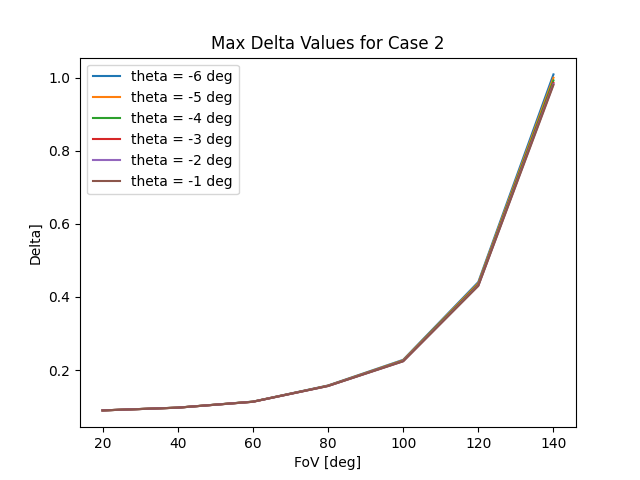 Max Delta Values for Case 2
theta = -6 deg
theta = -5 deg
theta = -4 deg
theta = -3 deg
theta = -2 deg
theta = -1 deg
Delta]
1.0
0.8
0.6
0.4
0.2
20 40 60 80 100 120 140
FoV [deg]